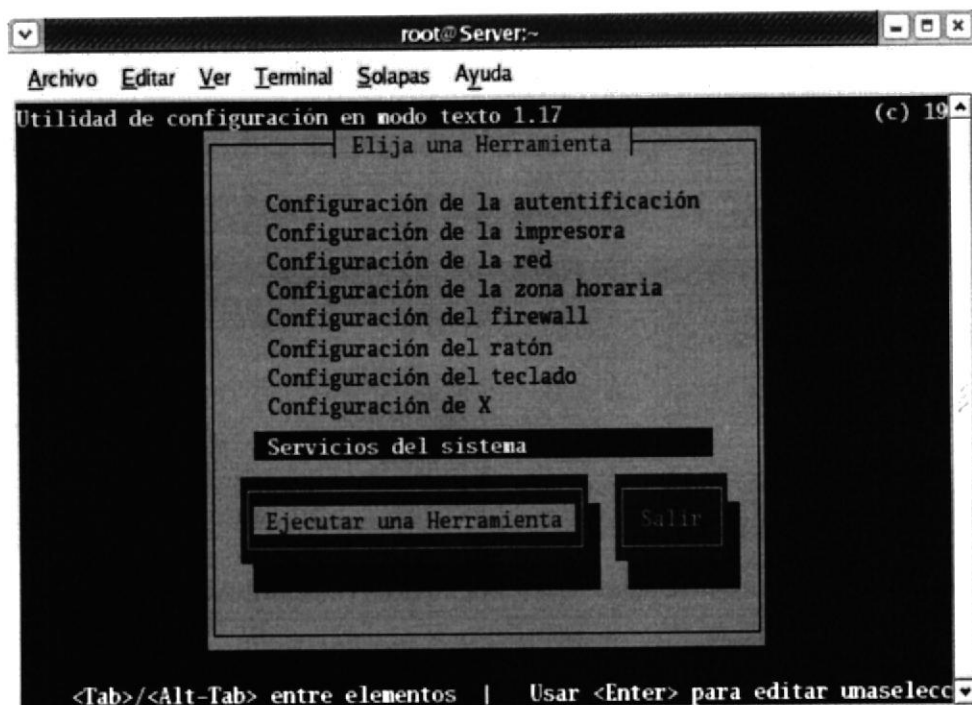 root@Server:~
Archivo Editar Ver Terminal Solapas Ayuda
Utilidad de configuración en modo texto 1.17 (c) 19
Elija una Herramienta
Configuración de la autentificación
Configuración de la impresora
Configuración de la red
Configuración de la zona horaria
Configuración del firewall
Configuración del ratón
Configuración del teclado
Configuración de X
Servicios del sistema
Ejecutar una Herramienta Salir
<Tab>/<Alt-Tab> entre elementos | Usar <Enter> para editar unaselecc